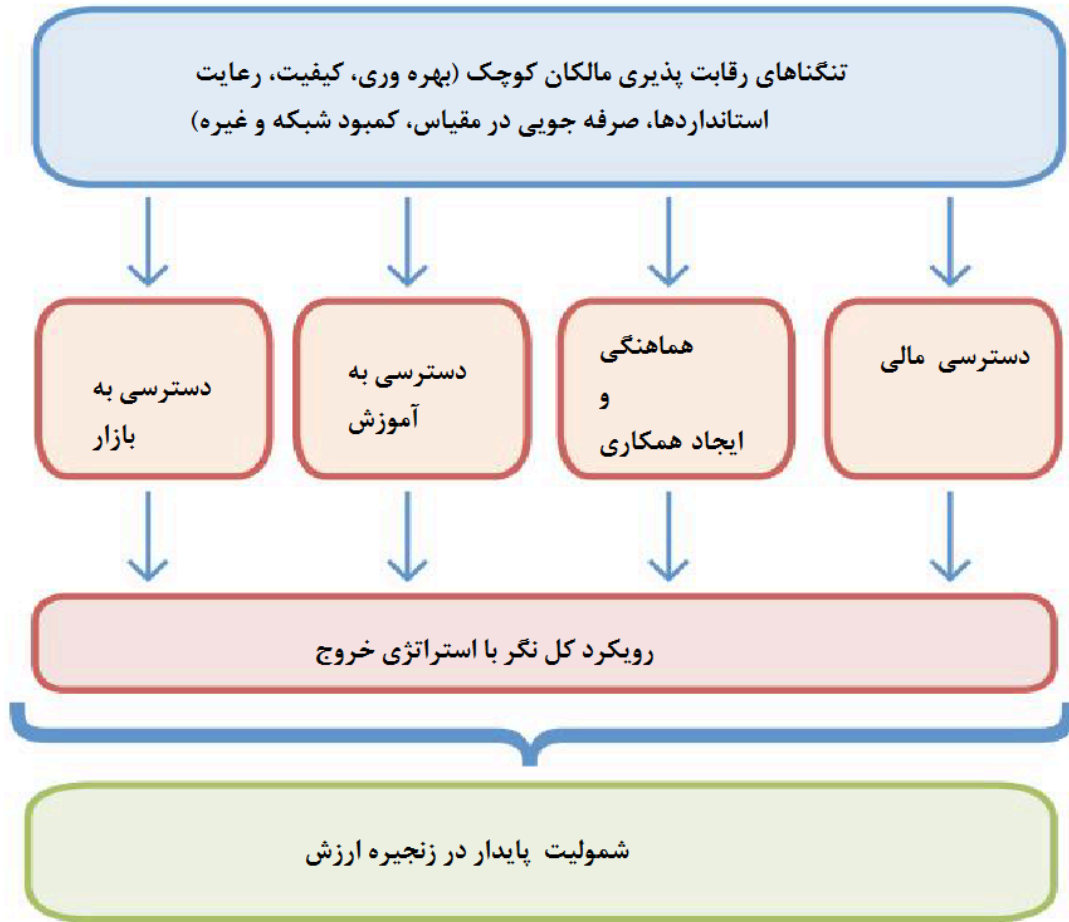 تنگناهای رقابت پذیری مالکان کوچک (بهره وری، کیفیت، رعایت
استانداردها، صرفه جویی در مقیاس، کمبود شبکه و غیره)
دسترسی مالی
هماهنگی
و
ایجاد همکاری
دسترسی به
آموزش
دسترسی به
بازار
رویکرد کل نگر با استراتژی خروج
شمولیت پایدار در زنجیره ارزش